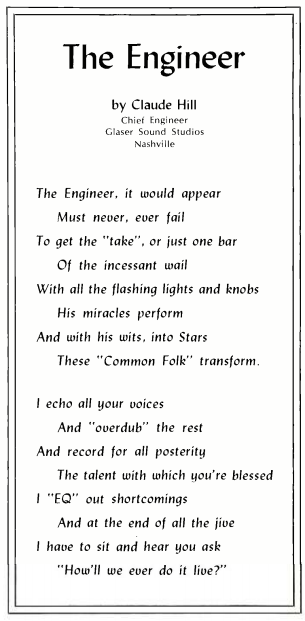 The Engineer
by Claude Hill
Chief Engineer
Glaser Sound Studios
Nashville
The Engineer, it would appear
Must never, ever fail
To get the "take", or just one bar
Of the incessant wail
With all the flashing lights and knobs
His miracles perform
And with his wits, into Stars
These "Common Folk" transform.
I echo all your voices
And "overdub" the rest
And record for all posterity
The talent with which you're blessed
I "EQ" out shortcomings
And at the end of all the jive
I have to sit and hear you ask
"How'll we ever do it live?"